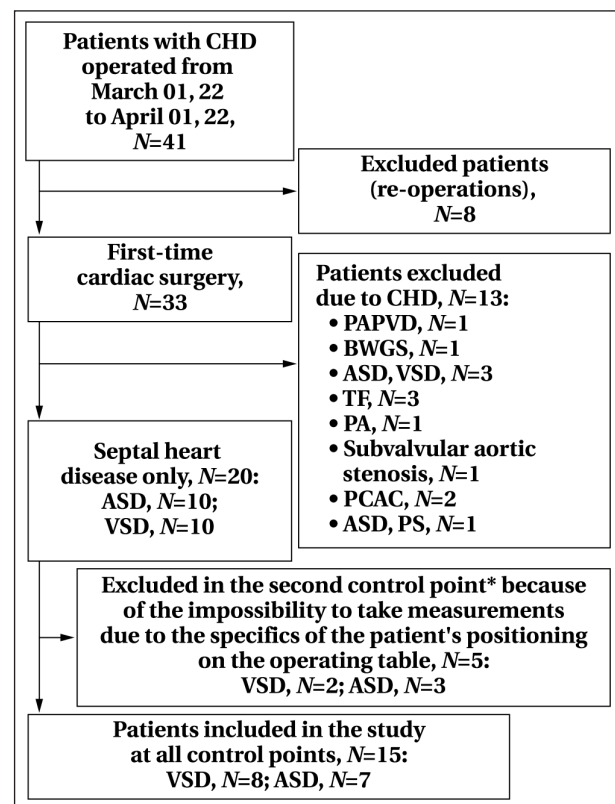 Patients with CHD
operated from
March 01, 22
to April 01, 22,
N=41
Excluded patients
(re-operations),
N=8
First-time
cardiac surgery,
N=33
Patients excluded
due to CHD, N=13:
• PAPVD, N=1
• BWGS, N=1
• ASD, VSD, N=3
• TF, N=3
• PA, N=1
• Subvalvular aortic
stenosis, N=1
• PCAC, N=2
• ASD, PS, N=1
Septal heart
disease only, N=20:
ASD, N=10;
VSD, N=10
Excluded in the second control point* because
of the impossibility to take measurements
due to the specifics of the patient's positioning
on the operating table, N=5:
VSD, N=2; ASD, N=3
Patients included in the study
at all control points, N=15:
VSD, N=8; ASD, N=7